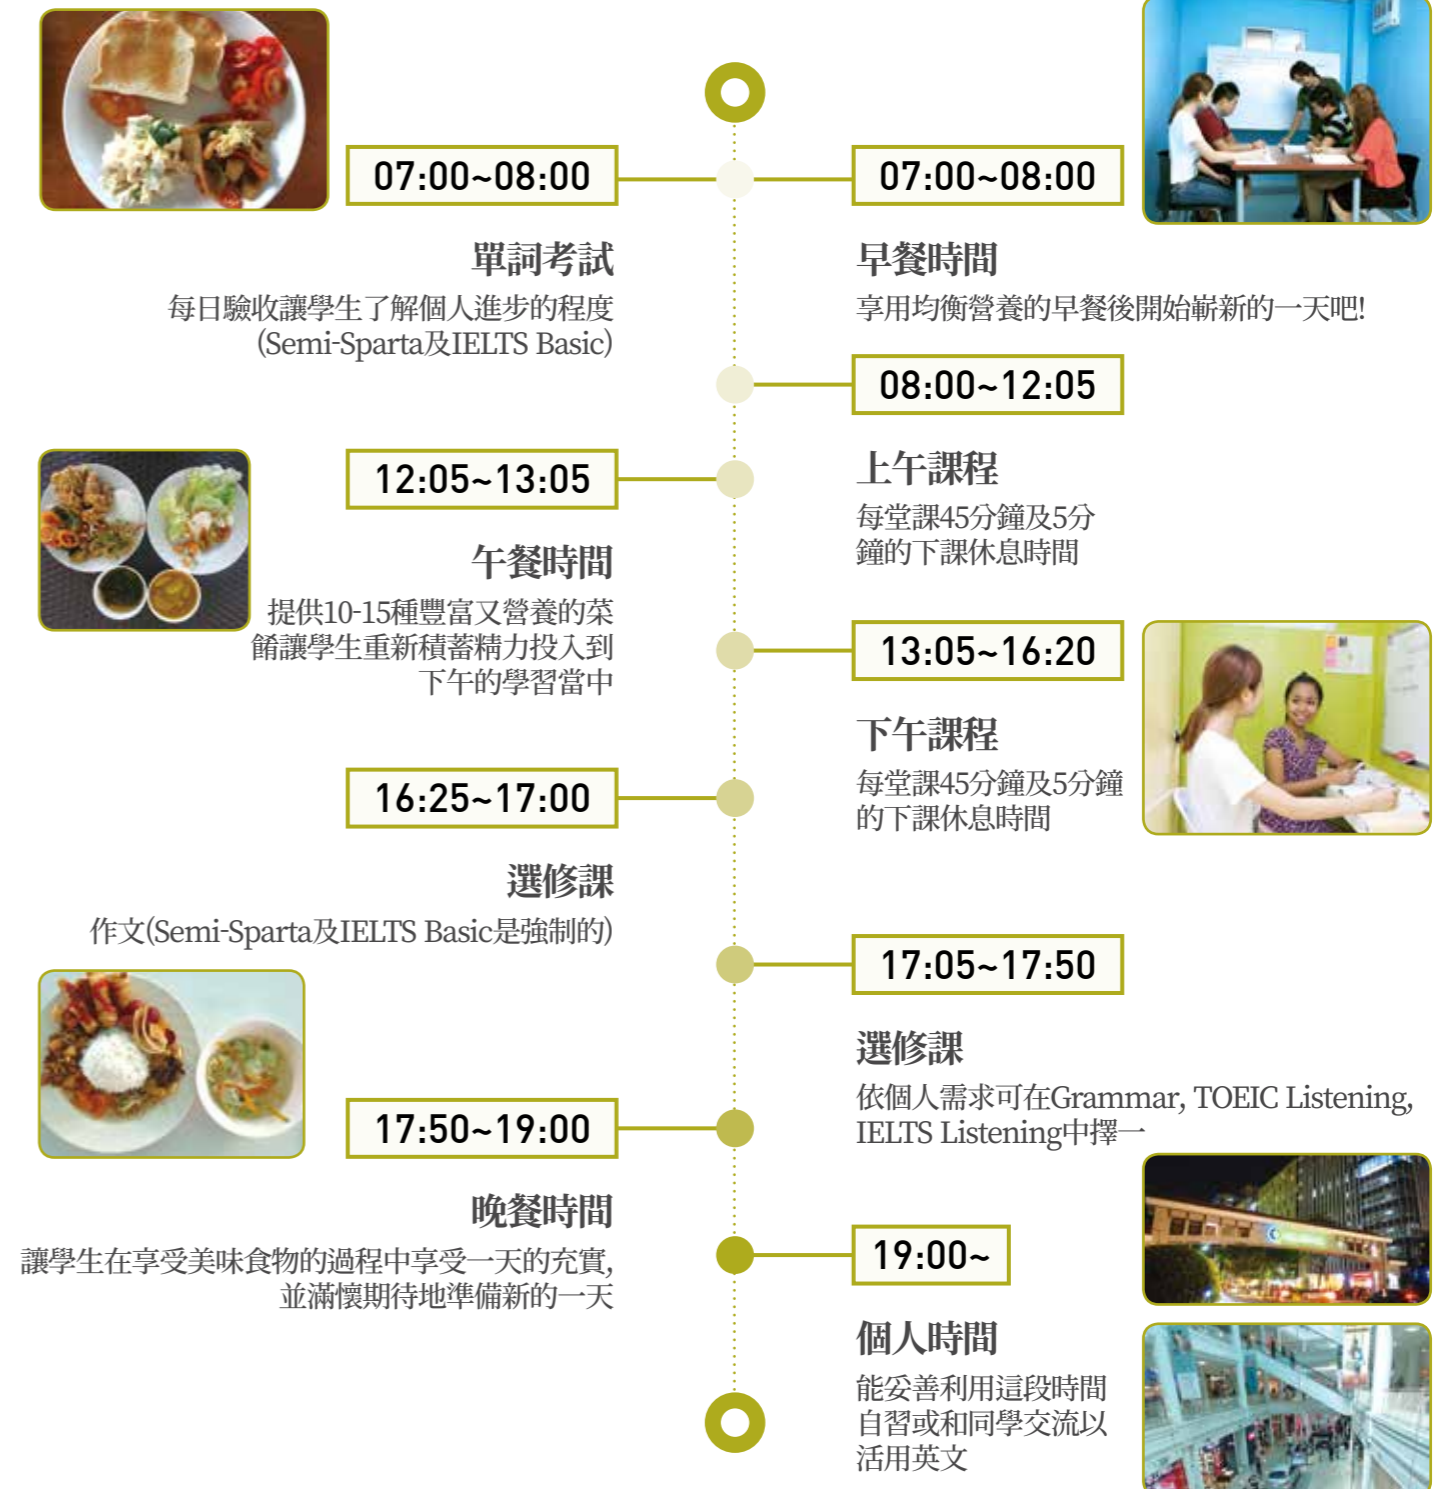 07:00~08:00
單詞考試
每日驗收讓學生了解個人進步的程度
(Semi-Sparta及IELTS Basic)
07:00~08:00
早餐時間
享用均衡營養的早餐後開始嶄新的一天吧!
08:00~12:05
上午課程
每堂課45分鐘及5分
鐘的下課休息時間
12:05~13:05
午餐時間
提供10-15種豐富又營養的菜
餚讓學生重新積蓄精力投入到
下午的學習當中
13:05~16:20
下午課程
每堂課45分鐘及5分鐘
的下課休息時間
16:25~17:00
選修課
作文(Semi-Sparta及IELTS Basic是強制的)
17:05~17:50
選修課
依個人需求可在Grammar, TOEIC Listening,
IELTS Listening中擇一
17:50~19:00
晚餐時間
讓學生在享受美味食物的過程中享受一天的充實,
並滿懷期待地準備新的一天
19:00~
個人時間
能妥善利用這段時間
自習或和同學交流以
活用英文